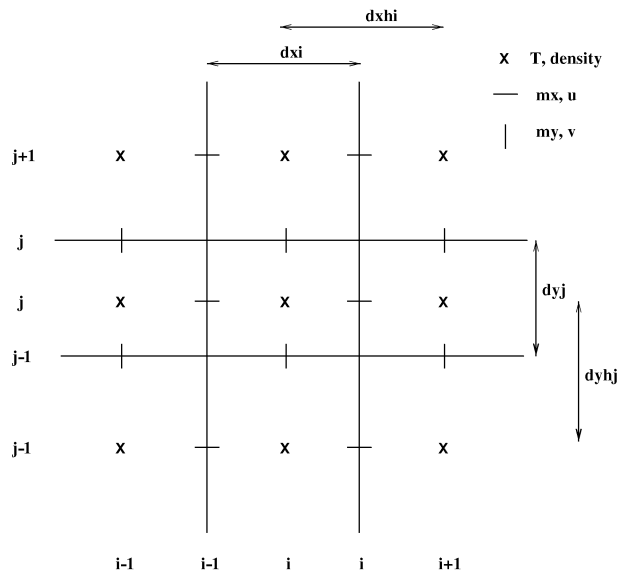 dxhi
dxi
x T, density
— mx, u
| my, v
j+1 x x x
j
j x x x
dyj
j-1
dyhj
j-1 x x x
i-1 i-1 i i i+1